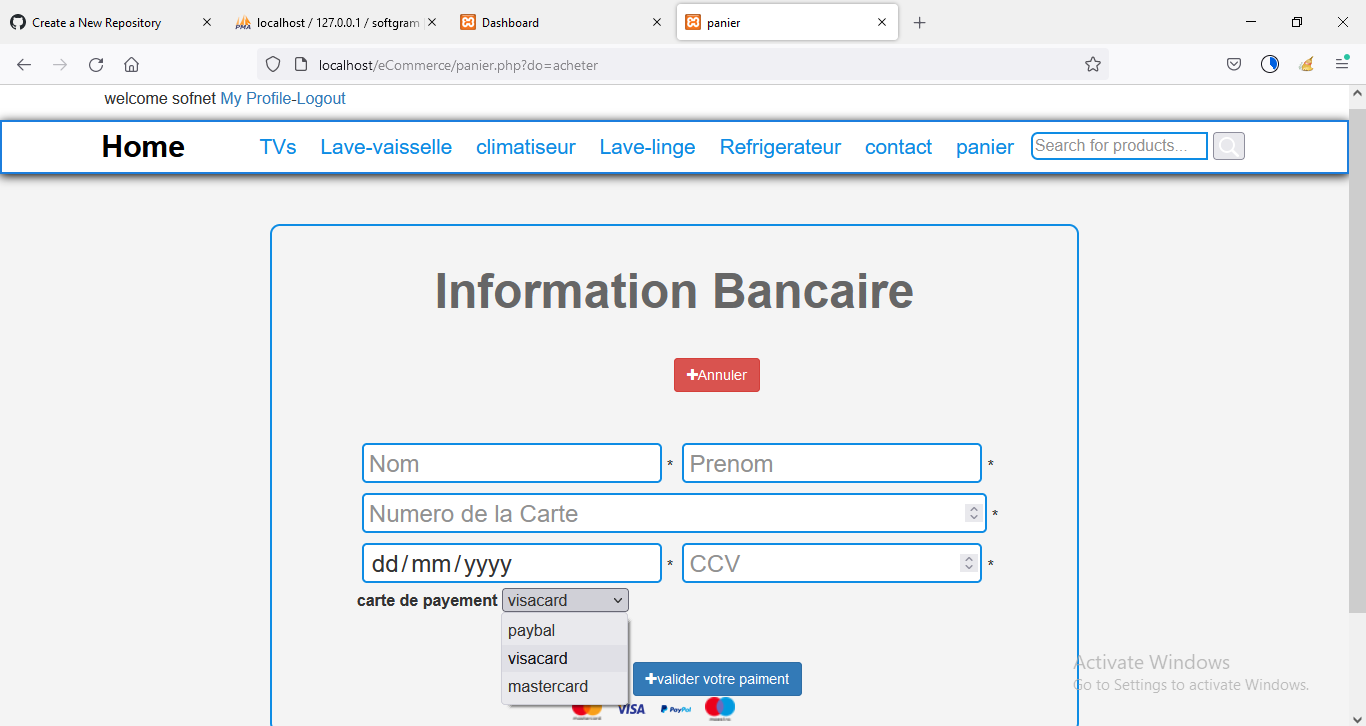 Create a New Repository
localhost / 127.0.0.1 / softgram
Dashboard
panier
localhost/eCommerce/panier.php?do=acheter
welcome sofnet My Profile-Logout
Home TVs Lave-vaisselle climatiseur Lave-linge Refrigerateur contact panier Search for products...
Information Bancaire
+Annuler
Nom * Prenom *
Numero de la Carte *
dd/mm/yyyy * CCV *
carte de payement visacard
paybal
visacard
mastercard
+valider votre paiment
mastercard VISA PayPal maestro
Activate Windows
Go to Settings to activate Windows.